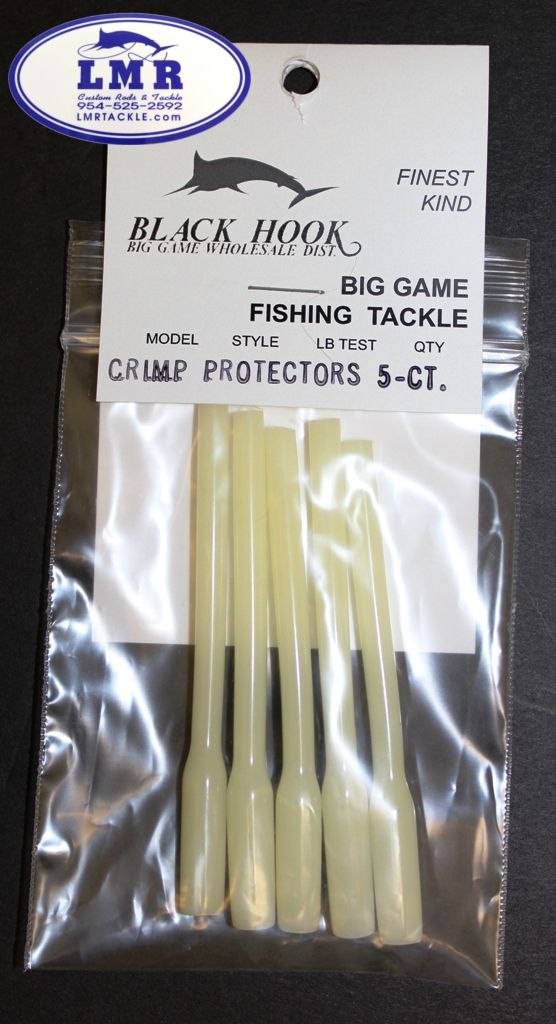 LMR
Custom Rods & Tackle
954-525-2592
LMRTACKLE.com
FINEST
KIND
BLACK HOOK
BIG GAME WHOLESALE DIST.
BIG GAME
FISHING TACKLE
MODEL STYLE LB TEST QTY
CRIMP PROTECTORS 5-CT.